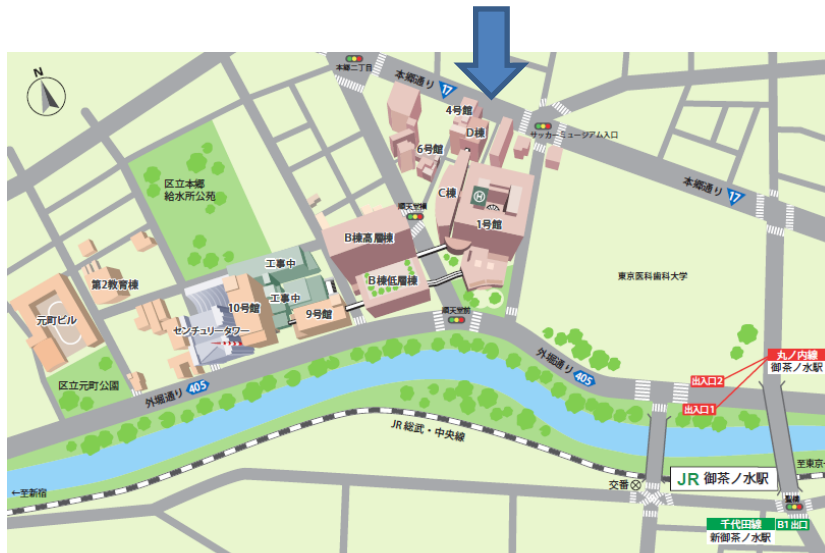 N
本郷二丁目
本郷通り 17
4号館
D棟
サッカーミュージアム入口
6号館
区立本郷
給水所公苑
C棟
本郷通り 17
1号館
H
B棟高層棟
工事中
B棟低層棟
東京医科歯科大学
第2教育棟
工事中
元町ビル
10号館
9号館
順天堂前
センチュリータワー
外堀通り 405
丸ノ内線
御茶ノ水駅
出入口2
区立元町公園
外堀通り 405
出入口1
JR 総武・中央線
←至新宿
交番
JR 御茶ノ水駅
至東京
千代田線
新御茶ノ水駅
B1出口